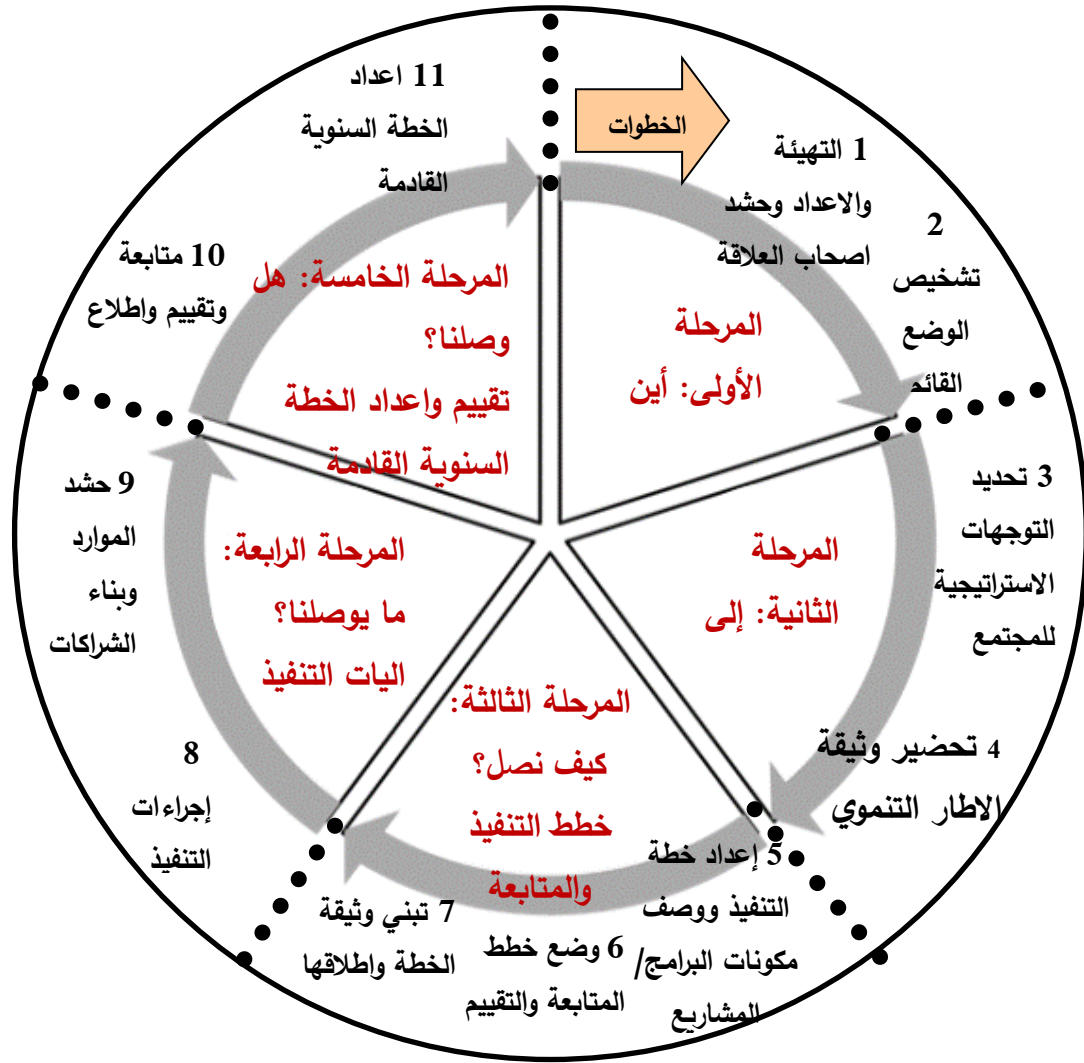 الخطوات
1 التهيئة
والاعداد وحشد
اصحاب العلاقة
2
تشخيص
الوضع
القائم
المرحلة
الأولى: أين
3 تحديد
التوجهات
الاستراتيجية
للمجتمع
4 تحضير وثيقة
الاطار التنموي
المرحلة
الثانية: إلى
5 إعداد خطة
التنفيذ ووصف
مكونات البرامج/
المشاريع
6 وضع خطط
المتابعة والتقييم
7 تبني وثيقة
الخطة واطلاقها
المرحلة الثالثة:
كيف نصل؟
خطط التنفيذ
والمتابعة
8
إجراءات
التنفيذ
9 حشد
الموارد
وبناء
الشراكات
المرحلة الرابعة:
ما يوصلنا؟
اليات التنفيذ
10 متابعة
وتقييم واطلاع
11 اعداد
الخطة السنوية
القادمة
المرحلة الخامسة: هل
وصلنا؟
تقييم واعداد الخطة
السنوية القادمة